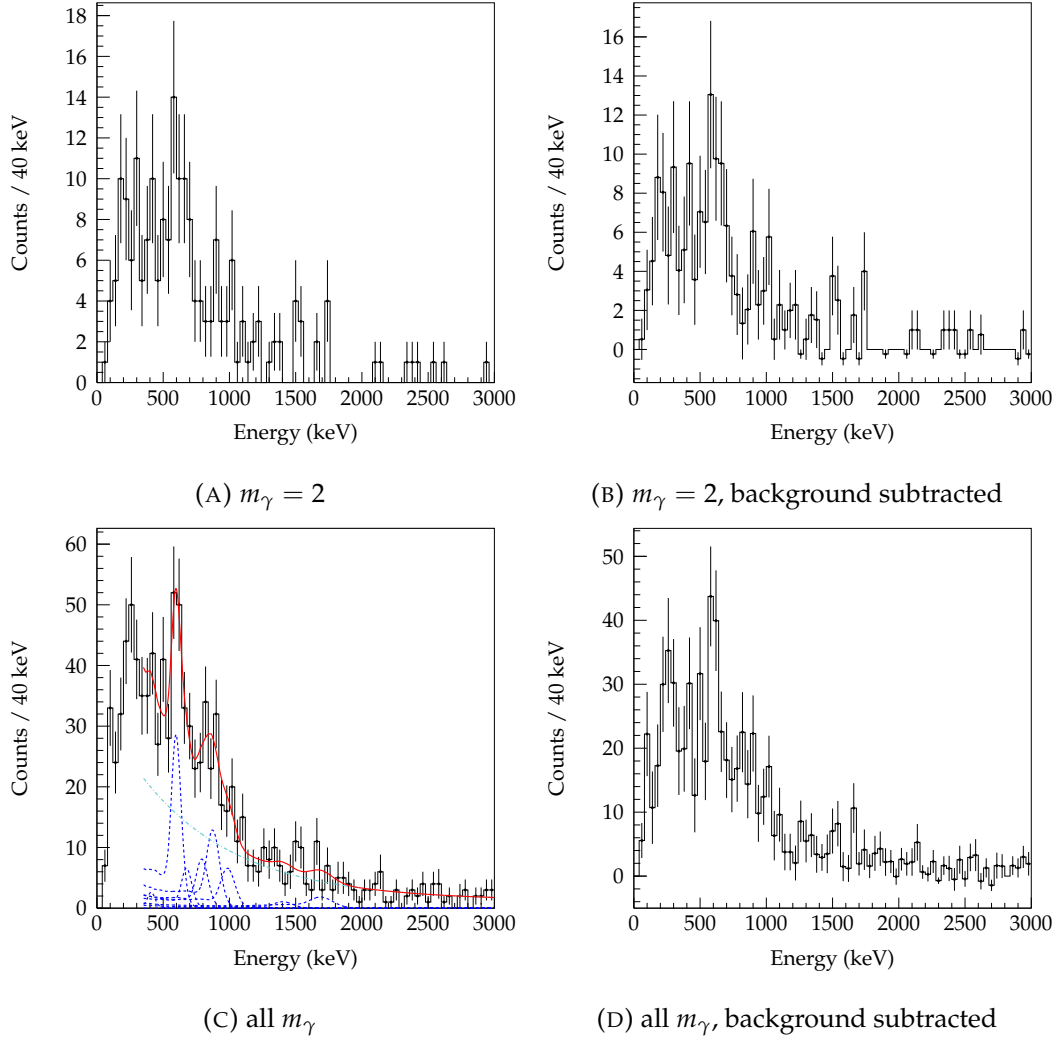 18
16
14
12
10
8
6
4
2
0
Counts / 40 keV
0 500 1000 1500 2000 2500 3000
Energy (keV)
(A) mγ = 2
16
14
12
10
8
6
4
2
0
Counts / 40 keV
0 500 1000 1500 2000 2500 3000
Energy (keV)
(B) mγ = 2, background subtracted
60
50
40
30
20
10
0
Counts / 40 keV
0 500 1000 1500 2000 2500 3000
Energy (keV)
(C) all mγ
50
40
30
20
10
0
Counts / 40 keV
0 500 1000 1500 2000 2500 3000
Energy (keV)
(D) all mγ, background subtracted